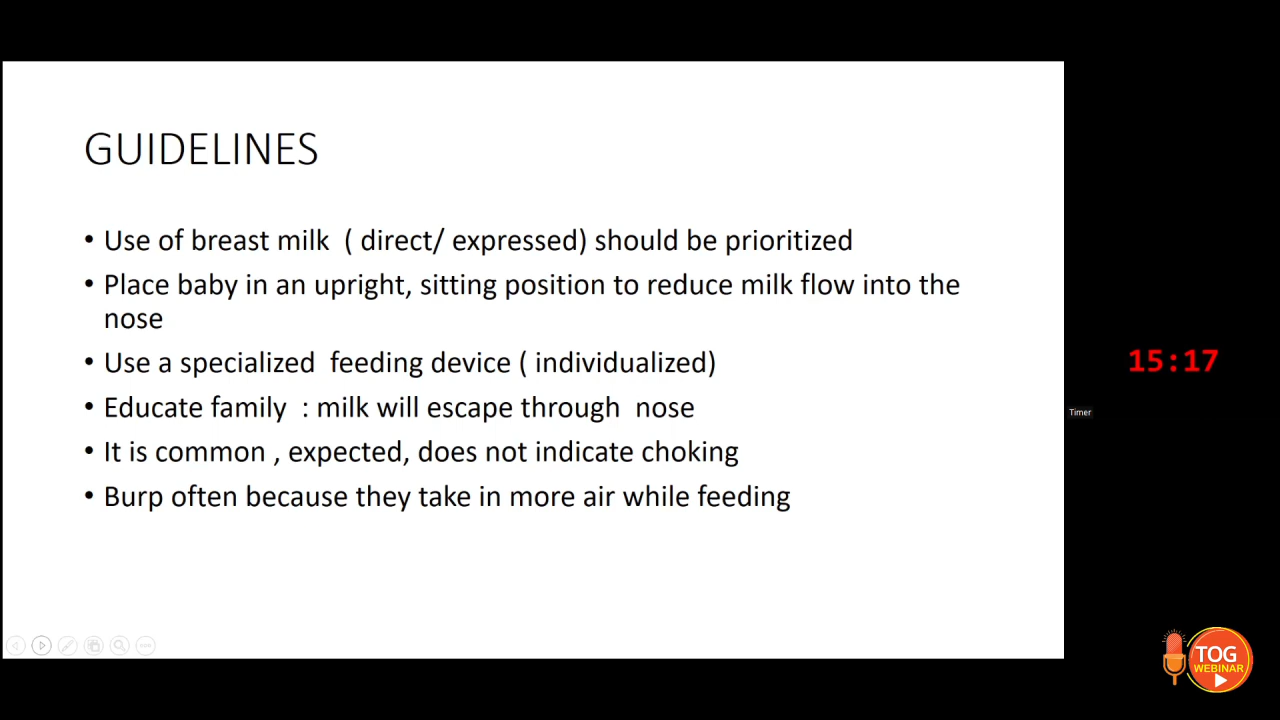 GUIDELINES
• Use of breast milk ( direct/ expressed) should be prioritized
• Place baby in an upright, sitting position to reduce milk flow into the
nose
• Use a specialized feeding device ( individualized)
• Educate family : milk will escape through nose
• It is common , expected, does not indicate choking
• Burp often because they take in more air while feeding
15:17
Timer
TOG
WEBINAR